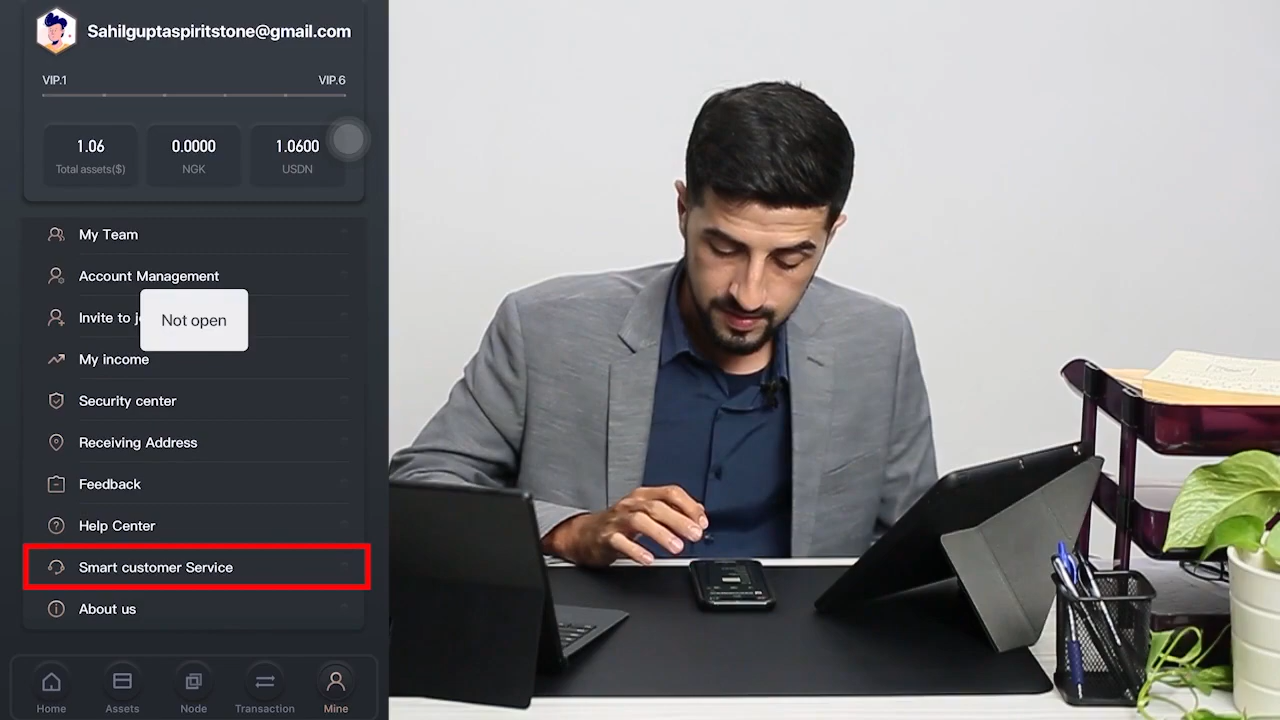 Sahilguptaspiritstone@gmail.com
VIP.1
VIP.6
1.06
Total assets($)
0.0000
NGK
1.0600
USDN
My Team
Account Management
Invite to j
Not open
My income
Security center
Receiving Address
Feedback
Help Center
Smart customer Service
About us
Home
Assets
Node
Transaction
Mine